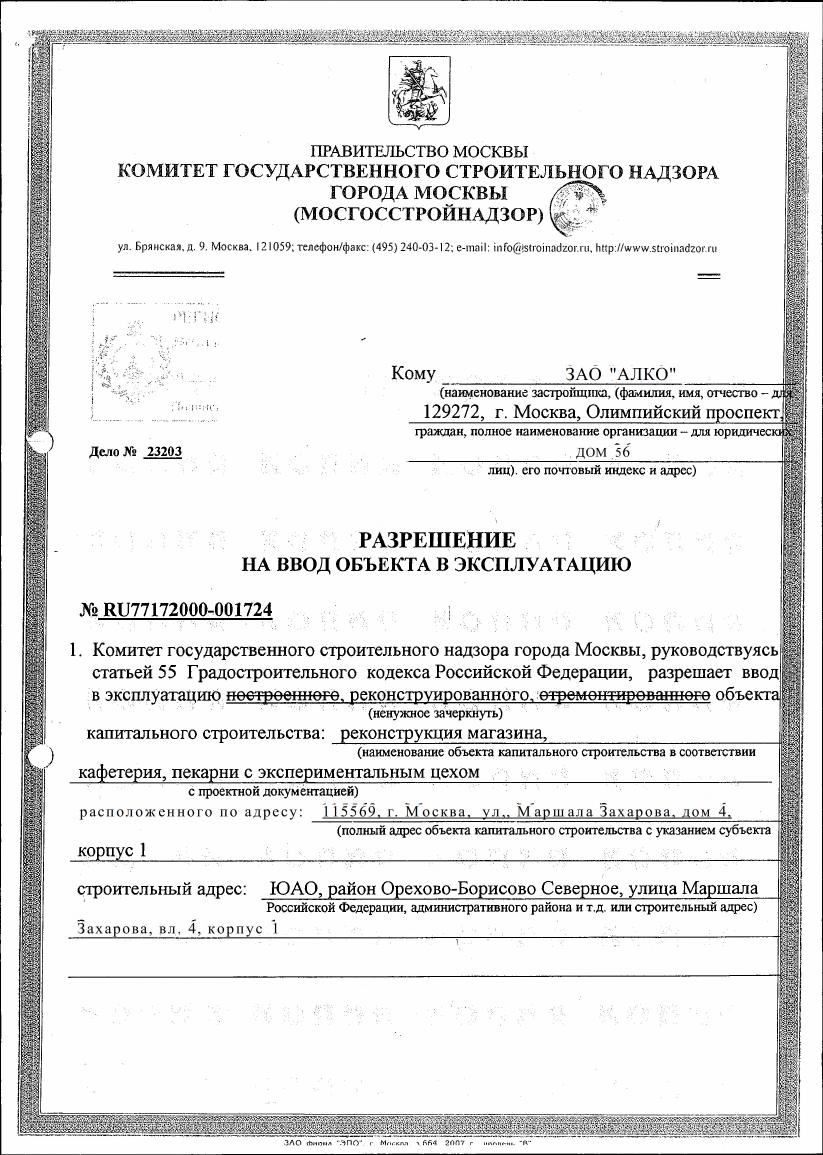 ПРАВИТЕЛЬСТВО МОСКВЫ
КОМИТЕТ ГОСУДАРСТВЕННОГО СТРОИТЕЛЬНОГО НАДЗОРА
ГОРОДА МОСКВЫ
(МОСГОССТРОЙНАДЗОР)
ул. Брянская, д. 9. Москва, 121059; телефон/факс: (495) 240-03-12; e-mail: info@stroinadzor.ru, http://www.stroinadzor.ru
Кому ЗАО "АЛКО"
(наименование застройщика, (фамилия, имя, отчество – для
129272, г. Москва, Олимпийский проспект,
граждан, полное наименование организации – для юридических
Дело № 23203
ДОМ 56
лиц). его почтовый индекс и адрес)
РАЗРЕШЕНИЕ
НА ВВОД ОБЪЕКТА В ЭКСПЛУАТАЦИЮ
№ RU77172000-001724
1. Комитет государственного строительного надзора города Москвы, руководствуясь
статьей 55 Градостроительного кодекса Российской Федерации, разрешает ввод
в эксплуатацию построенного, реконструированного, отремонтированного объекта
(ненужное зачеркнуть)
капитального строительства: реконструкция магазина,
(наименование объекта капитального строительства в соответствии
кафетерия, пекарни с экспериментальным цехом
с проектной документацией)
расположенного по адресу: 115569, г. Москва, ул,, Маршала Захарова, дом 4,
(полный адрес объекта капитального строительства с указанием субъекта
корпус 1
строительный адрес: ЮАО, район Орехово-Борисово Северное, улица Маршала
Российской Федерации, административного района и т.д. или строительный адрес)
Захарова, вл. 4, корпус 1
ЗАО фирма "ЭПО", г. Москва, з.664 2007 г. уровень "В"